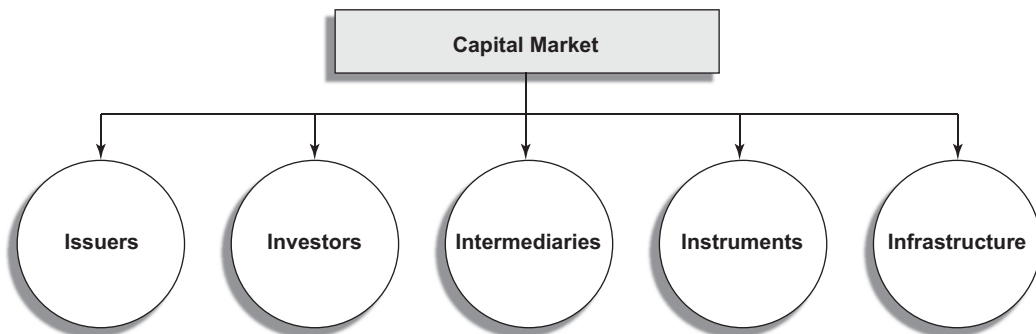 Capital Market
Issuers
Investors
Intermediaries
Instruments
Infrastructure